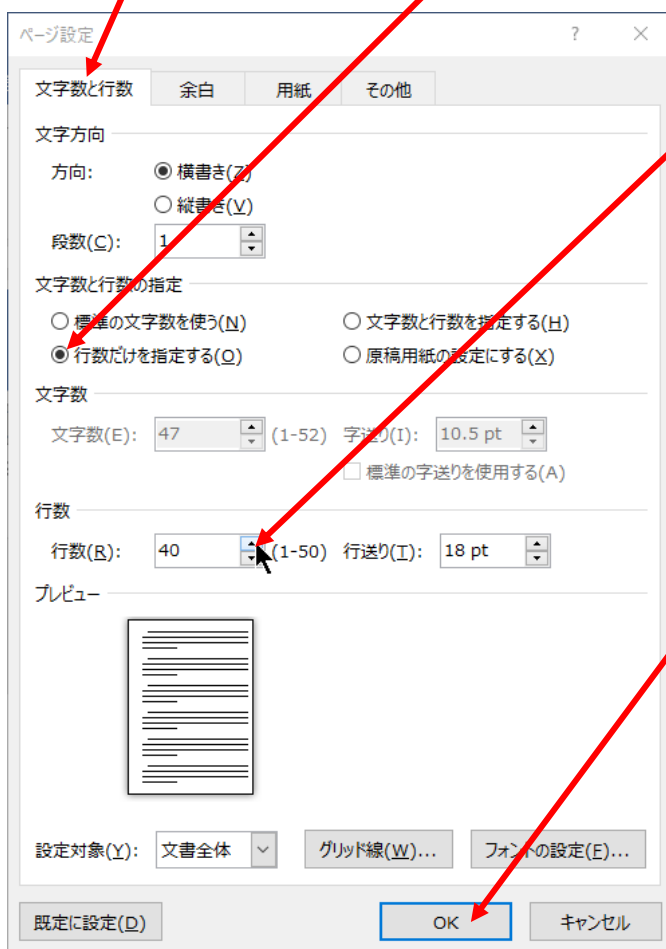 ページ設定 ? ×
文字数と行数 余白 用紙 その他
文字方向
方向: 横書き(Z)
縦書き(V)
段数(C): 1
文字数と行数の指定
標準の文字数を使う(N) 文字数と行数を指定する(H)
行数だけを指定する(O) 原稿用紙の設定にする(X)
文字数
文字数(E): 47 (1-52) 字送り(I): 10.5 pt
標準の字送りを使用する(A)
行数
行数(R): 40 (1-50) 行送り(T): 18 pt
プレビュー
設定対象(Y): 文書全体 グリッド線(W)... フォントの設定(F)...
既定に設定(D) OK キャンセル